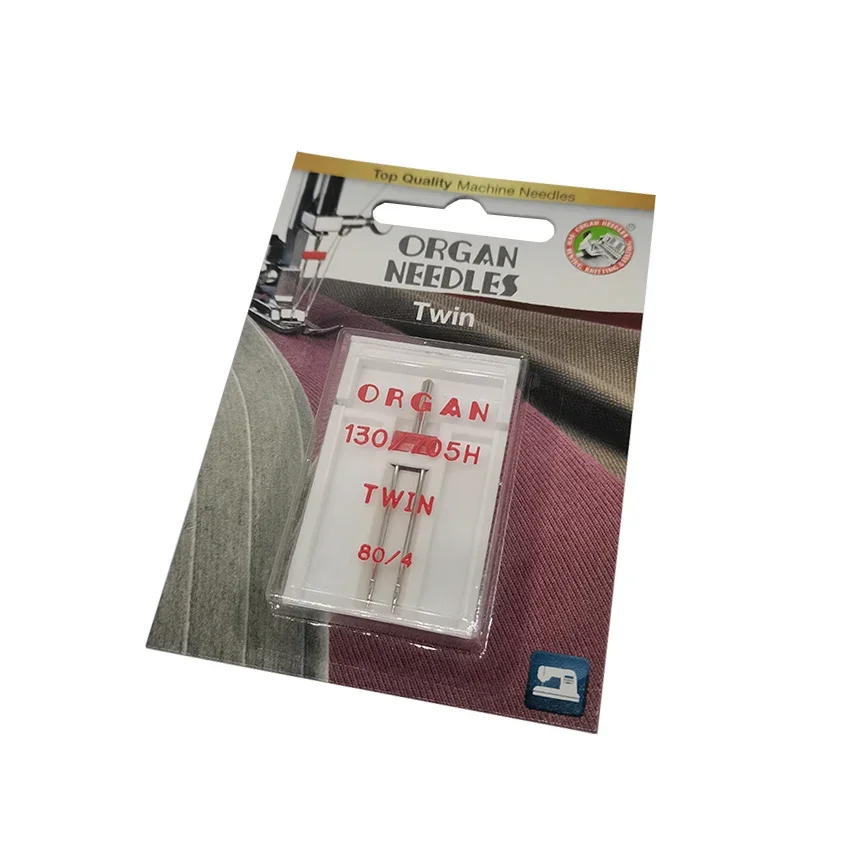 Top Quality Machine Needles
ORGAN
NEEDLES
®
Twin
ORGAN
130/705H
TWIN
80/4